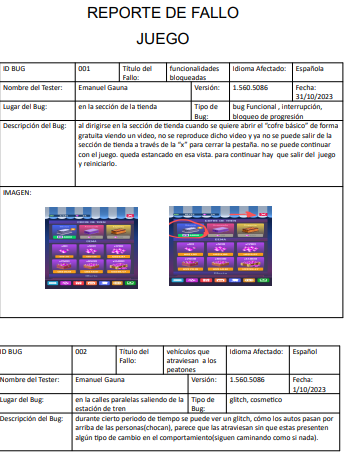 REPORTE DE FALLO
JUEGO
ID BUG 001 Título del Fallo: funcionalidades bloqueadas Idioma Afectado: Española
Nombre del Tester: Emanuel Gauna Versión: 1.560.5086 Fecha: 31/10/2023
Lugar del Bug: en la sección de la tienda Tipo de Bug: bug Funcional , interrupción, bloqueo de progresión
Descripción del Bug: al dirigirse en la sección de tienda cuando se quiere abrir el "cofre básico" de forma
gratuita viendo un video, no se reproduce dicho video y ya no se puede salir de la
sección de tienda a través de la "x" para cerrar la pestaña. no se puede continuar
con el juego. queda estancado en esa vista. para continuar hay que salir del juego
y reiniciarlo.
IMAGEN:
ID BUG 002 Título del Fallo: vehículos que atraviesan a los peatones Idioma Afectado: Español
Nombre del Tester: Emanuel Gauna Versión: 1.560.5086 Fecha: 1/10/2023
Lugar del Bug: en la calles paralelas saliendo de la estación de tren Tipo de Bug: glitch, cosmetico
Descripción del Bug: durante cierto periodo de tiempo se puede ver un glitch, cómo los autos pasan por
arriba de las personas(chocan), parece que las atraviesan sin que estas presenten
algún tipo de cambio en el comportamiento(siguen caminando como si nada).